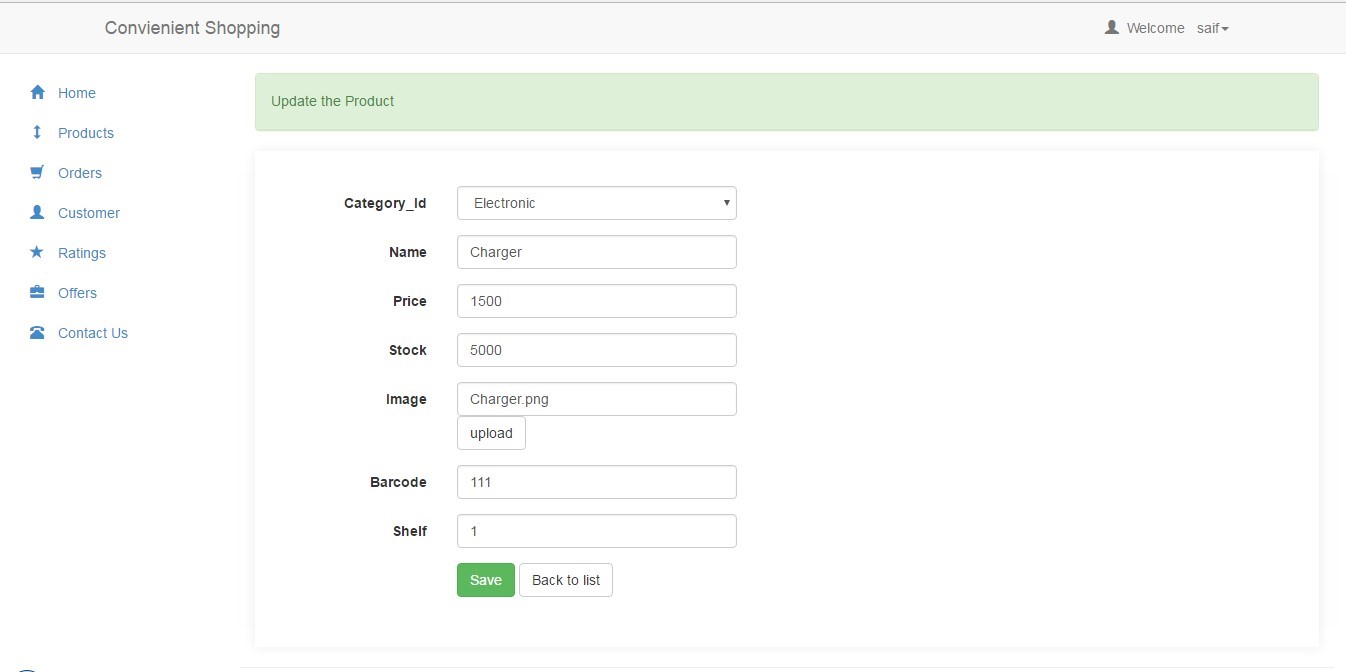 Convienient Shopping
Welcome saif
Home
Products
Orders
Customer
Ratings
Offers
Contact Us
Update the Product
Category_Id Electronic
Name Charger
Price 1500
Stock 5000
Image Charger.png
upload
Barcode 111
Shelf 1
Save Back to list